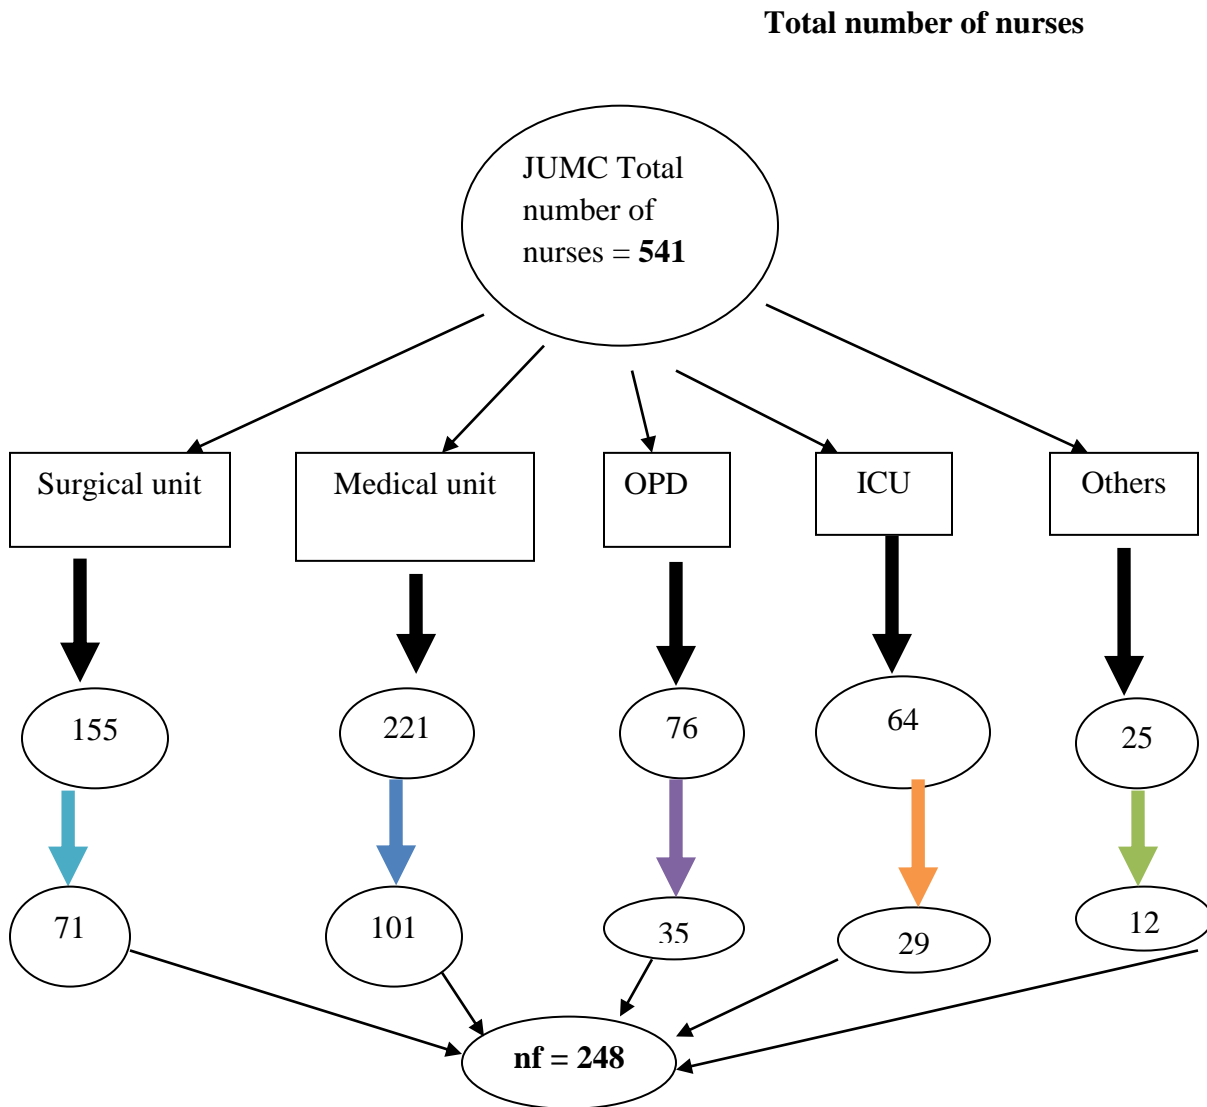 Total number of nurses
JUMC Total
number of
nurses = 541
Surgical unit
Medical unit
OPD
ICU
Others
155
221
76
64
25
71
101
35
29
12
nf = 248